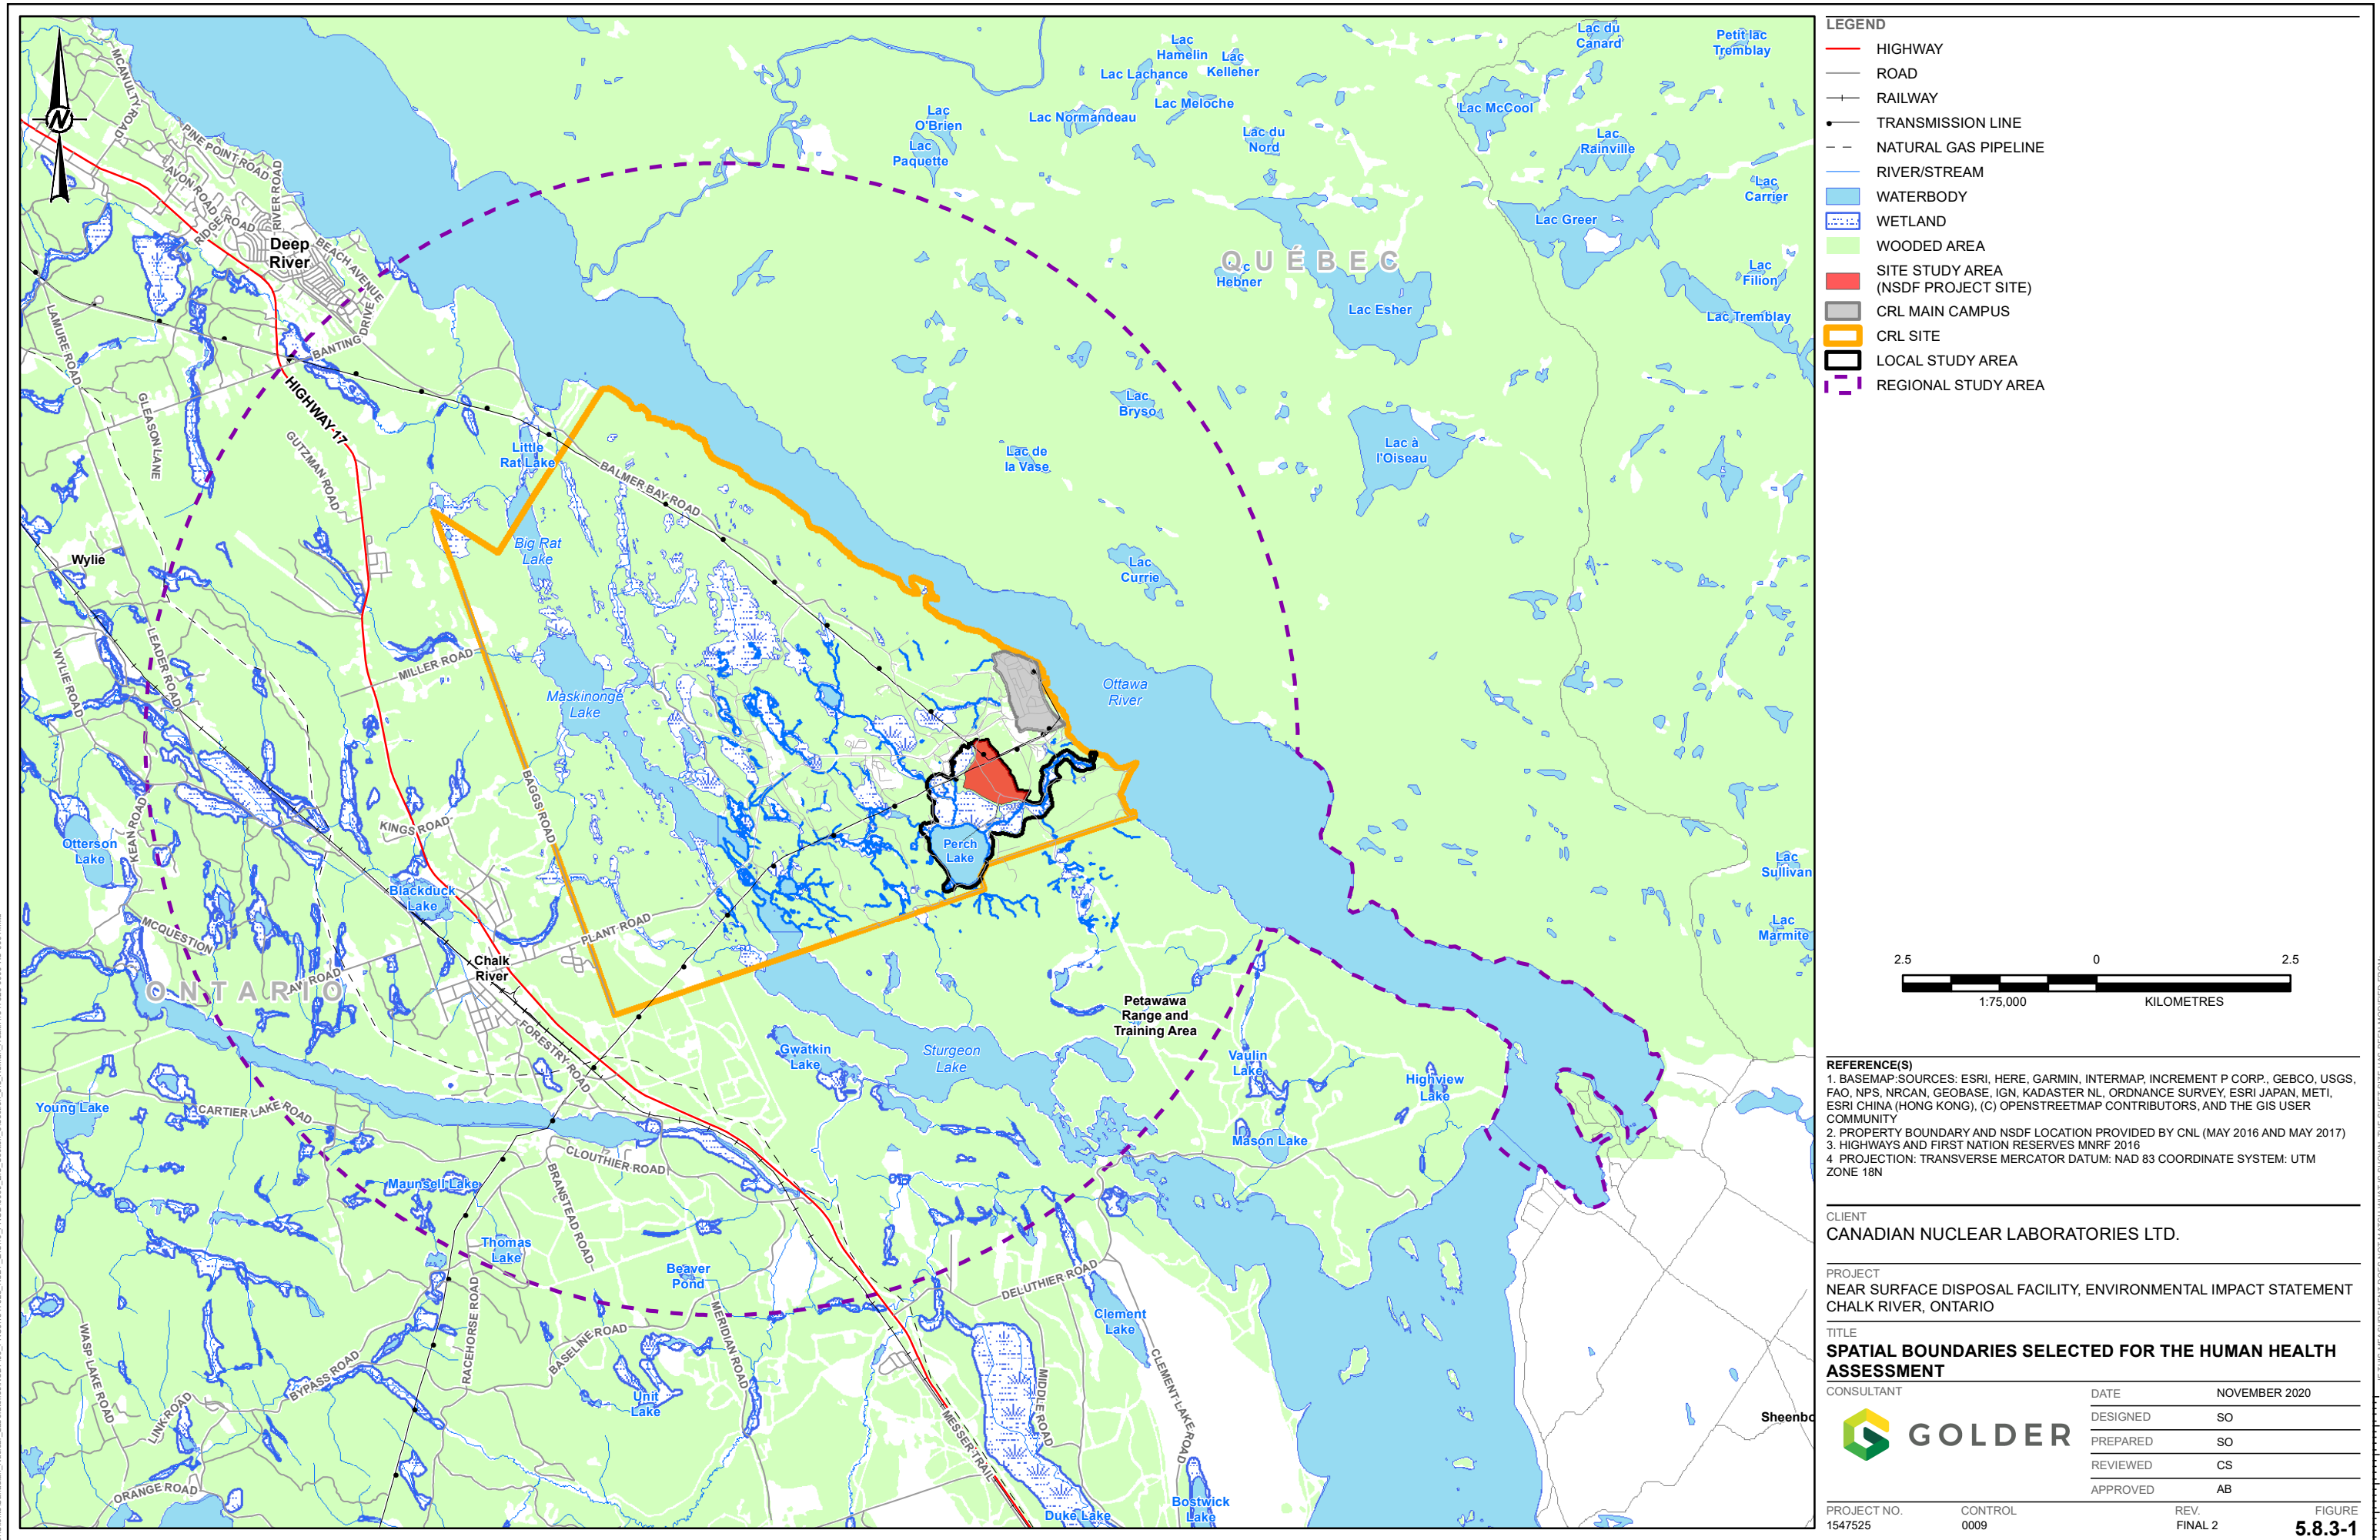 Lac du
Canard
Petit lac
Tremblay
Lac
Hamelin
Lac
Kelleher
Lac Lachance
Lac Meloche
Lac McCool
Lac
O'Brien
Lac Normandeau
Lac
Paquette
Lac du
Nord
Lac
Rainville
Lac
Carrier
Lac Greer
MCANULTY ROAD
PINE POINT ROAD
AVON ROAD
RIDGE ROAD
RIVER ROAD
BEACH AVENUE
Deep
River
BANTING DRIVE
N
QUÉBEC
Hebner
Lac
Filion
Lac Esher
Lac Tremblay
LAMURE ROAD
GLEASON LANE
HIGHWAY 17
GUTZMAN ROAD
Little
Rat Lake
BALMER BAY ROAD
Lac
Bryso
Lac de
la Vase
Lac à
l'Oiseau
Wylie
Big Rat
Lake
Lac
Currie
WYLIE ROAD
LEADER ROAD
MILLER ROAD
Maskinonge
Lake
Ottawa
River
BAGGS ROAD
KINGS ROAD
KEAN ROAD
Otterson
Lake
Perch
Lake
Blackduck
Lake
Lac
Sullivan
Lac
Marmite
MCQUESTION
PLANT ROAD
Chalk
River
ONTARIO
FORESTRY ROAD
Petawawa
Range and
Training Area
Gwatkin
Lake
Sturgeon
Lake
Vaulin
Lake
Highview
Lake
Young Lake
CARTIER LAKE ROAD
Mason Lake
CLOUTHIER ROAD
BRANSTEAD ROAD
Maunsell Lake
Thomas
Lake
Beaver
Pond
DELUTHIER ROAD
Clement
Lake
RACEHORSE ROAD
MERIDIAN ROAD
BASELINE ROAD
WASP LAKE ROAD
BYPASS ROAD
LINK ROAD
Unit
Lake
MIDDLE ROAD
CLEMENT LAKE ROAD
MESSER TRAIL
Sheenbo
ORANGE ROAD
Duke Lake
Bostwick
Lake
LEGEND
HIGHWAY
ROAD
RAILWAY
TRANSMISSION LINE
NATURAL GAS PIPELINE
RIVER/STREAM
WATERBODY
WETLAND
WOODED AREA
SITE STUDY AREA
(NSDF PROJECT SITE)
CRL MAIN CAMPUS
CRL SITE
LOCAL STUDY AREA
REGIONAL STUDY AREA
2.5 0 2.5
1:75,000 KILOMETRES
REFERENCE(S)
1. BASEMAP:SOURCES: ESRI, HERE, GARMIN, INTERMAP, INCREMENT P CORP., GEBCO, USGS,
FAO, NPS, NRCAN, GEOBASE, IGN, KADASTER NL, ORDNANCE SURVEY, ESRI JAPAN, METI,
ESRI CHINA (HONG KONG), (C) OPENSTREETMAP CONTRIBUTORS, AND THE GIS USER
COMMUNITY
2. PROPERTY BOUNDARY AND NSDF LOCATION PROVIDED BY CNL (MAY 2016 AND MAY 2017)
3. HIGHWAYS AND FIRST NATION RESERVES MNRF 2016
4 PROJECTION: TRANSVERSE MERCATOR DATUM: NAD 83 COORDINATE SYSTEM: UTM
ZONE 18N
CLIENT
CANADIAN NUCLEAR LABORATORIES LTD.
PROJECT
NEAR SURFACE DISPOSAL FACILITY, ENVIRONMENTAL IMPACT STATEMENT
CHALK RIVER, ONTARIO
TITLE
SPATIAL BOUNDARIES SELECTED FOR THE HUMAN HEALTH
ASSESSMENT
CONSULTANT
GOLDER
DATE NOVEMBER 2020
DESIGNED SO
PREPARED SO
REVIEWED CS
APPROVED AB
PROJECT NO. CONTROL REV. FIGURE
1547525 0009 FINAL 2 5.8.3-1